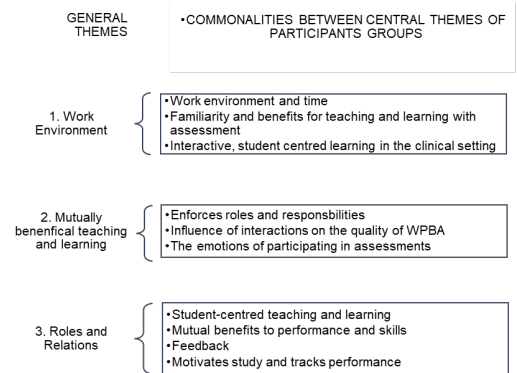 GENERAL
THEMES
•COMMONALITIES BETWEEN CENTRAL THEMES OF
PARTICIPANTS GROUPS
1. Work
Environment
•Work environment and time
•Familiarity and benefits for teaching and learning with
assessment
•Interactive, student centred learning in the clinical setting
2. Mutually
benenfical teaching
and learning
•Enforces roles and responsbilities
•Influence of interactions on the quality of WPBA
•The emotions of participating in assessments
3. Roles and
Relations
•Student-centred teaching and learning
•Mutual benefits to performance and skills
•Feedback
•Motivates study and tracks performance